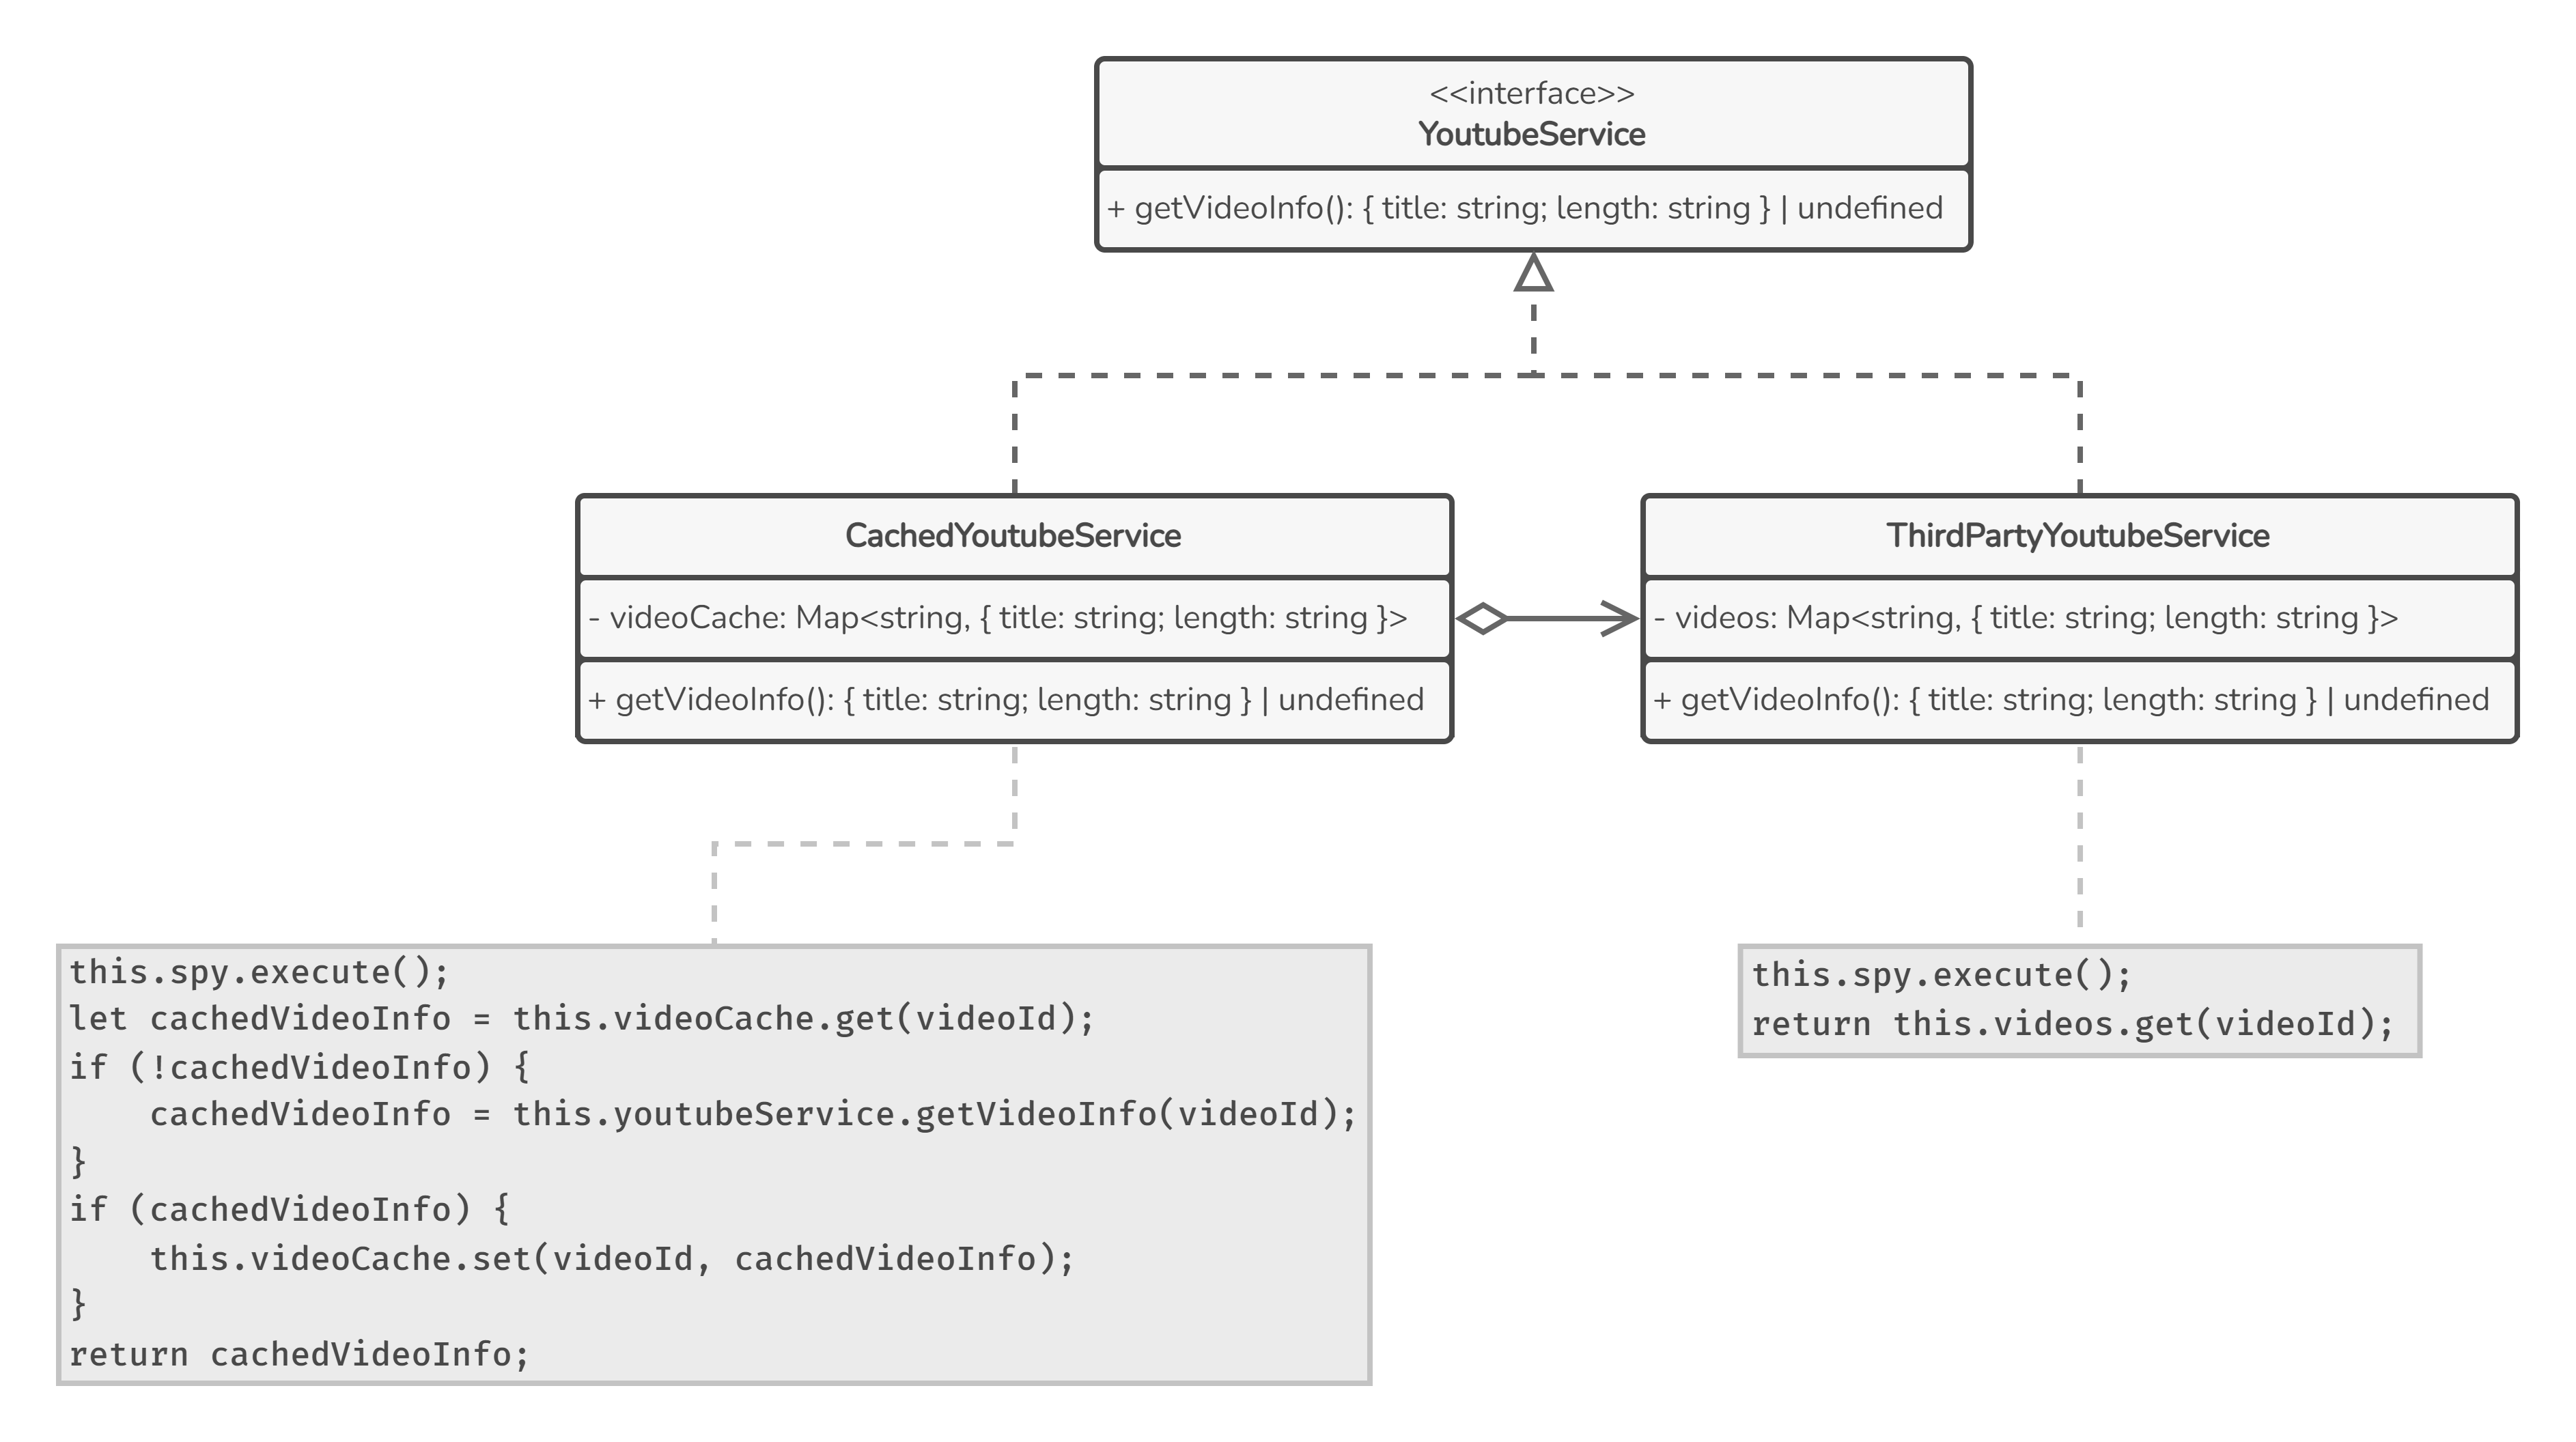 <<interface>>
YoutubeService
+ getVideoInfo(): { title: string; length: string } | undefined
CachedYoutubeService
- videoCache: Map<string, { title: string; length: string }>
+ getVideoInfo(): { title: string; length: string } | undefined
ThirdPartyYoutubeService
- videos: Map<string, { title: string; length: string }>
+ getVideoInfo(): { title: string; length: string } | undefined
this.spy.execute();
let cachedVideoInfo = this.videoCache.get(videoId);
if (!cachedVideoInfo) {
    cachedVideoInfo = this.youtubeService.getVideoInfo(videoId);
}
if (cachedVideoInfo) {
    this.videoCache.set(videoId, cachedVideoInfo);
}
return cachedVideoInfo;
this.spy.execute();
return this.videos.get(videoId);